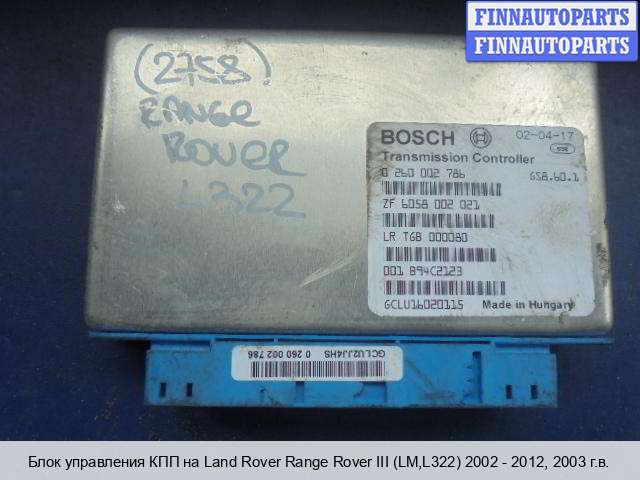 FINNAUTOPARTS
FINNAUTOPARTS
(2758)
RANGE
ROVER
L322
BOSCH 02-04-17
Transmission Controller
0 260 002 786 GS8.60.1
ZF 6058 002 021
LR TGB 000080
001 894C2123
GCLU16020115 Made in Hungary
GCLU2JJ4HS 0 260 002 786
Блок управления КПП на Land Rover Range Rover III (LM,L322) 2002 - 2012, 2003 г.в.